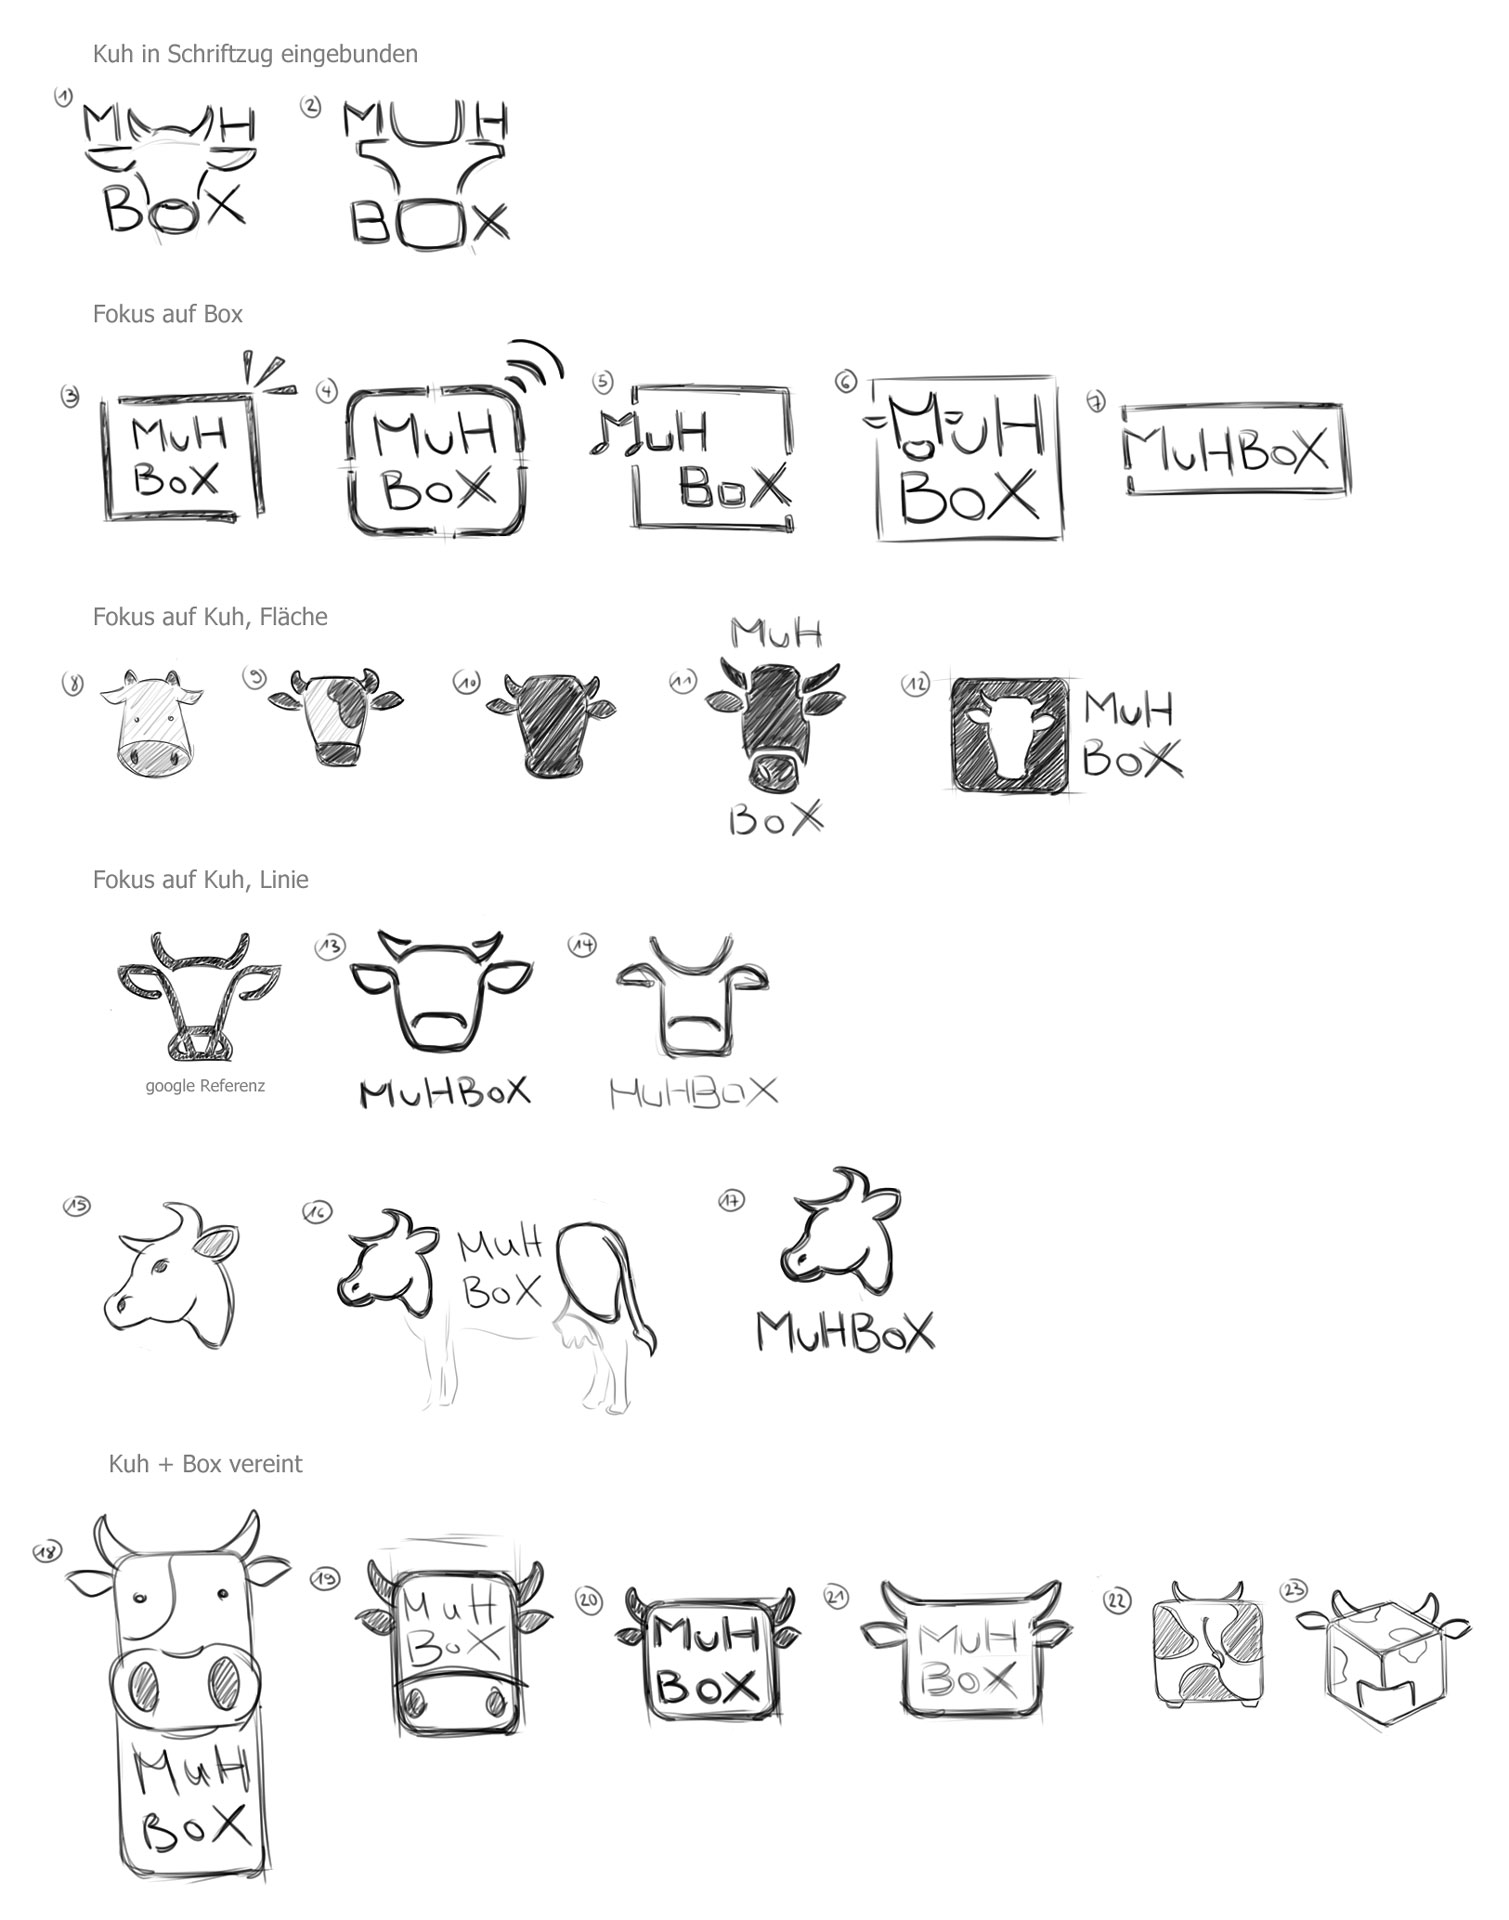 Kuh in Schriftzug eingebunden
1
MUH
BOX
2
MUH
BOX
Fokus auf Box
3
MuH
BoX
4
MuH
BoX
5
MuH
BoX
6
MuH
BoX
7
MuHBoX
Fokus auf Kuh, Fläche
8
9
10
11
MuH
BoX
12
MuH
BoX
Fokus auf Kuh, Linie
google Referenz
13
MuHBoX
14
MuHBoX
15
16
MuH
BoX
17
MuHBoX
Kuh + Box vereint
18
MuH
BoX
19
MuH
BoX
20
MuH
BoX
21
MuH
BoX
22
23